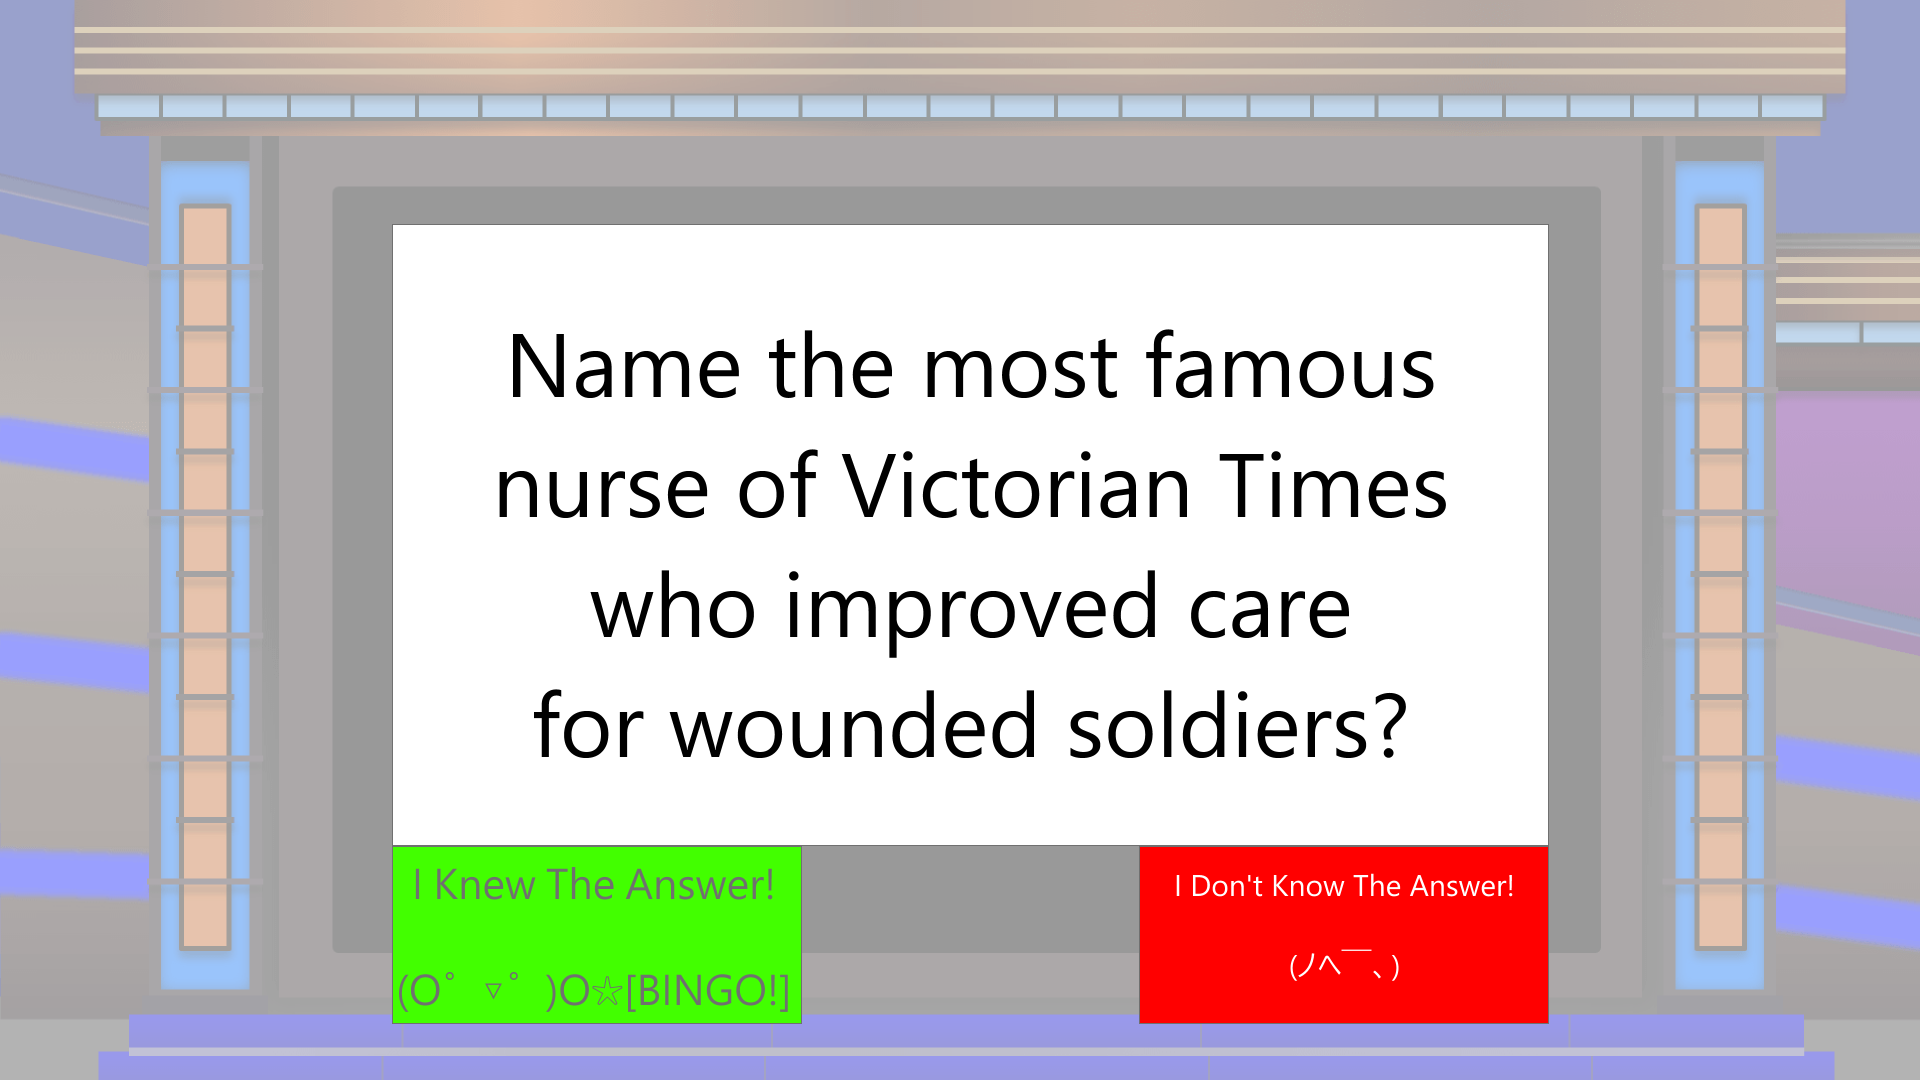 Name the most famous
nurse of Victorian Times
who improved care
for wounded soldiers?
I Knew The Answer!
(O゜▿゜)O☆[BINGO!]
I Don't Know The Answer!
(ノへ￣、)